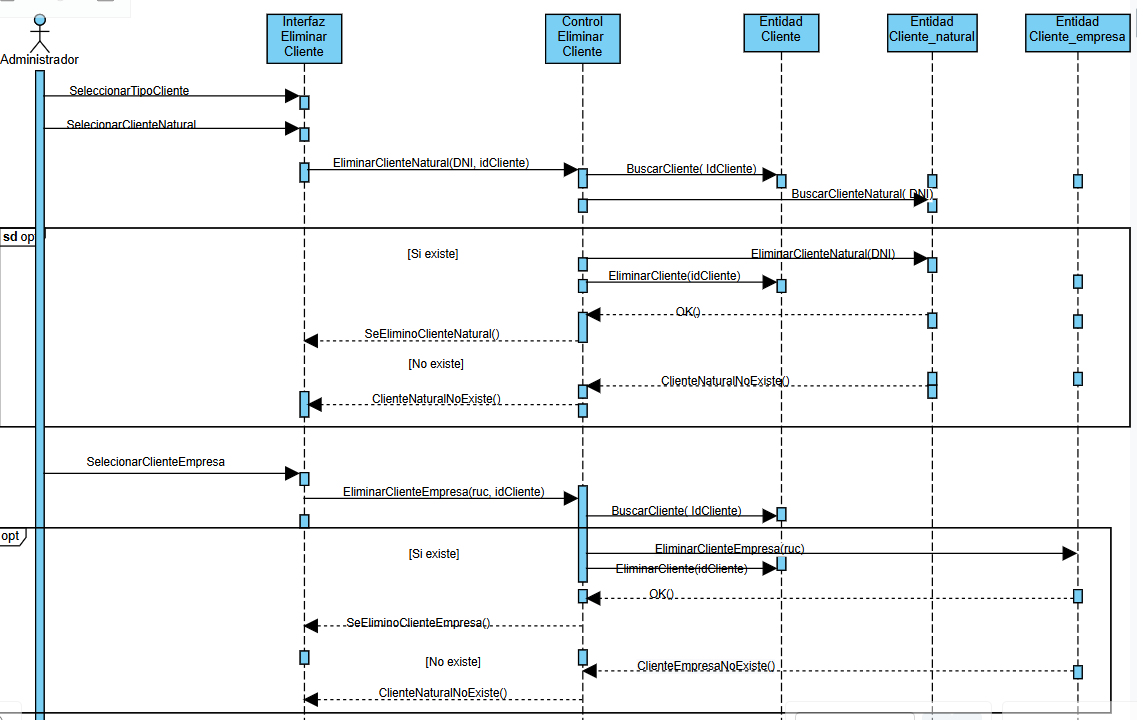 Interfaz
Eliminar
Cliente
Control
Eliminar
Cliente
Entidad
Cliente
Entidad
Cliente_natural
Entidad
Cliente_empresa
Administrador
SeleccionarTipoCliente
SelecionarClienteNatural
EliminarClienteNatural(DNI, idCliente)
BuscarCliente( IdCliente)
BuscarClienteNatural( DNI)
sd opt
[Si existe]
EliminarClienteNatural(DNI)
EliminarCliente(idCliente)
OK()
SeEliminoClienteNatural()
[No existe]
ClienteNaturalNoExiste()
ClienteNaturalNoExiste()
SelecionarClienteEmpresa
EliminarClienteEmpresa(ruc, idCliente)
BuscarCliente( IdCliente)
opt
[Si existe]
EliminarClienteEmpresa(ruc)
EliminarCliente(idCliente)
OK()
SeEliminoClienteEmpresa()
[No existe]
ClienteEmpresaNoExiste()
ClienteNaturalNoExiste()